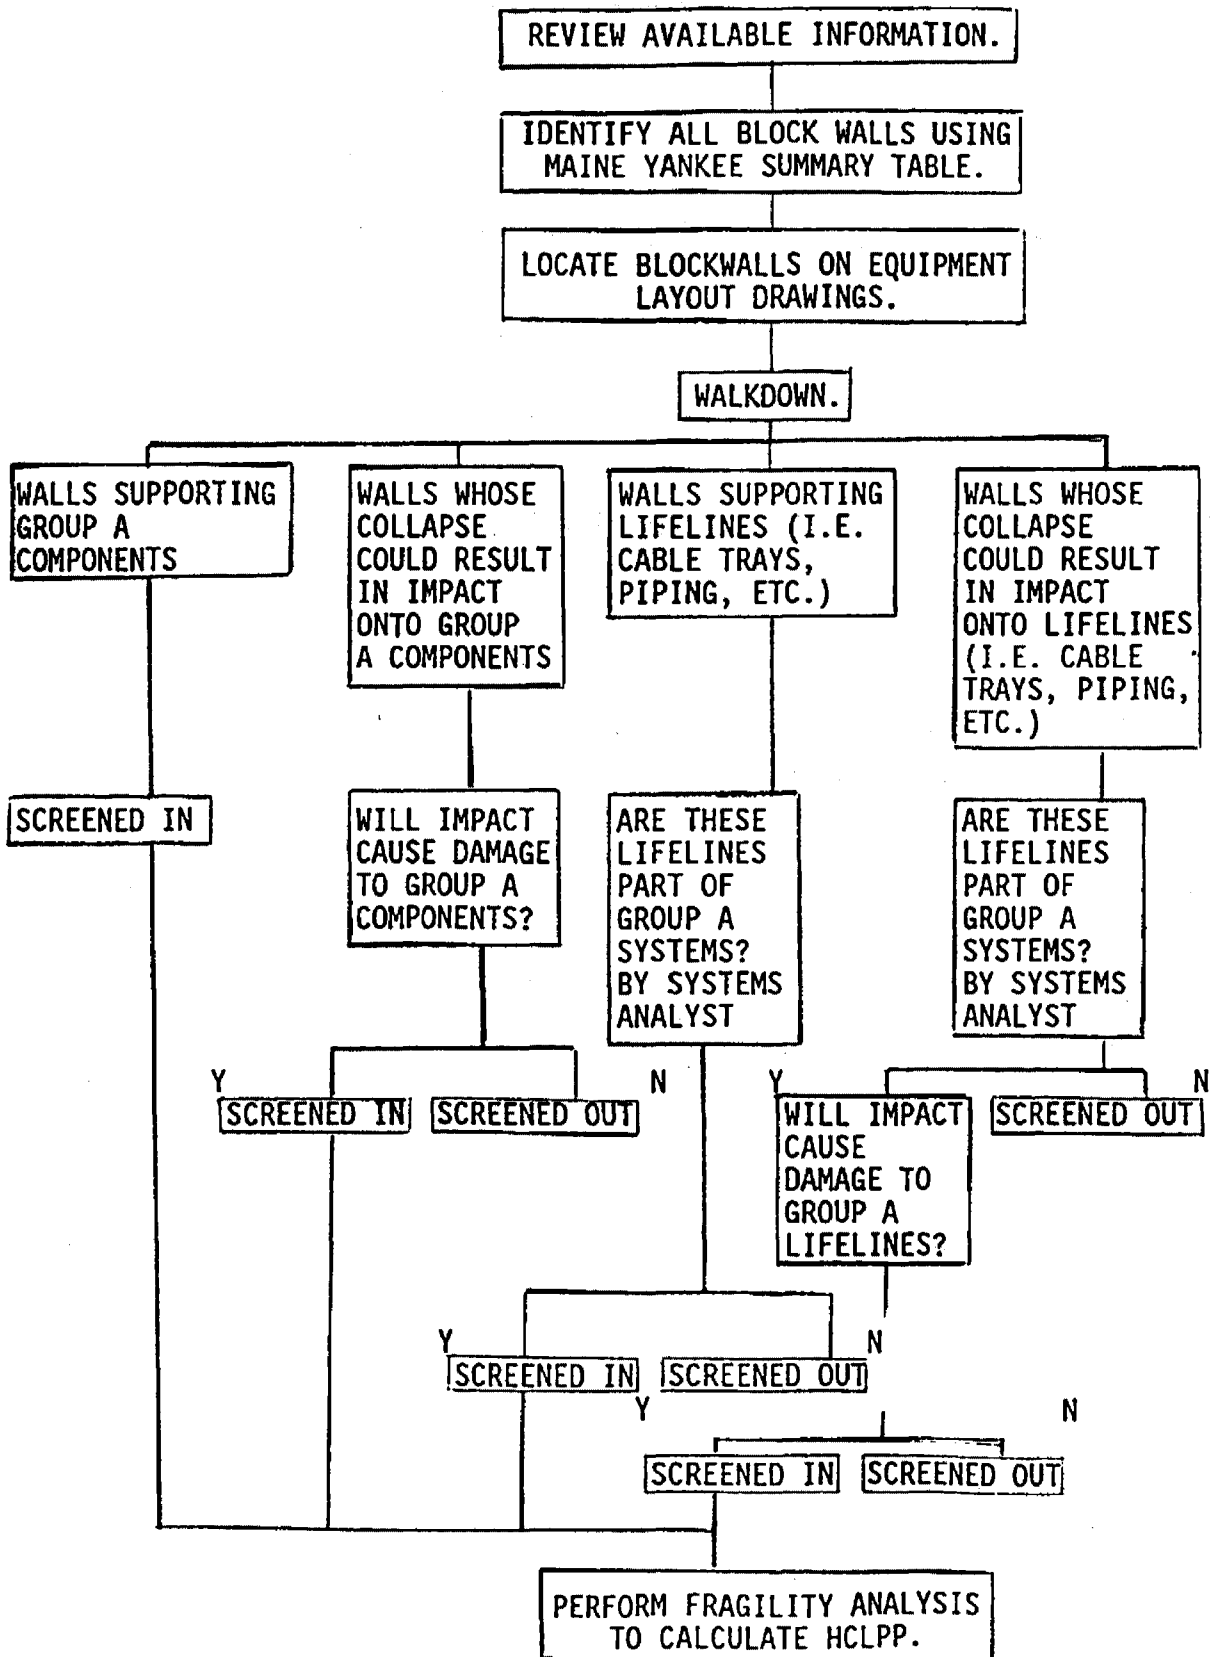 REVIEW AVAILABLE INFORMATION.
IDENTIFY ALL BLOCK WALLS USING
MAINE YANKEE SUMMARY TABLE.
LOCATE BLOCKWALLS ON EQUIPMENT
LAYOUT DRAWINGS.
WALKDOWN.
WALLS SUPPORTING
GROUP A
COMPONENTS
WALLS WHOSE
COLLAPSE
COULD RESULT
IN IMPACT
ONTO GROUP
A COMPONENTS
WALLS SUPPORTING
LIFELINES (I.E.
CABLE TRAYS,
PIPING, ETC.)
WALLS WHOSE
COLLAPSE
COULD RESULT
IN IMPACT
ONTO LIFELINES
(I.E. CABLE
TRAYS, PIPING,
ETC.)
SCREENED IN
WILL IMPACT
CAUSE DAMAGE
TO GROUP A
COMPONENTS?
ARE THESE
LIFELINES
PART OF
GROUP A
SYSTEMS?
BY SYSTEMS
ANALYST
ARE THESE
LIFELINES
PART OF
GROUP A
SYSTEMS?
BY SYSTEMS
ANALYST
Y
N
SCREENED IN
SCREENED OUT
Y
N
WILL IMPACT
CAUSE
DAMAGE TO
GROUP A
LIFELINES?
SCREENED OUT
Y
N
SCREENED IN
SCREENED OUT
Y
N
SCREENED IN
SCREENED OUT
PERFORM FRAGILITY ANALYSIS
TO CALCULATE HCLPP.